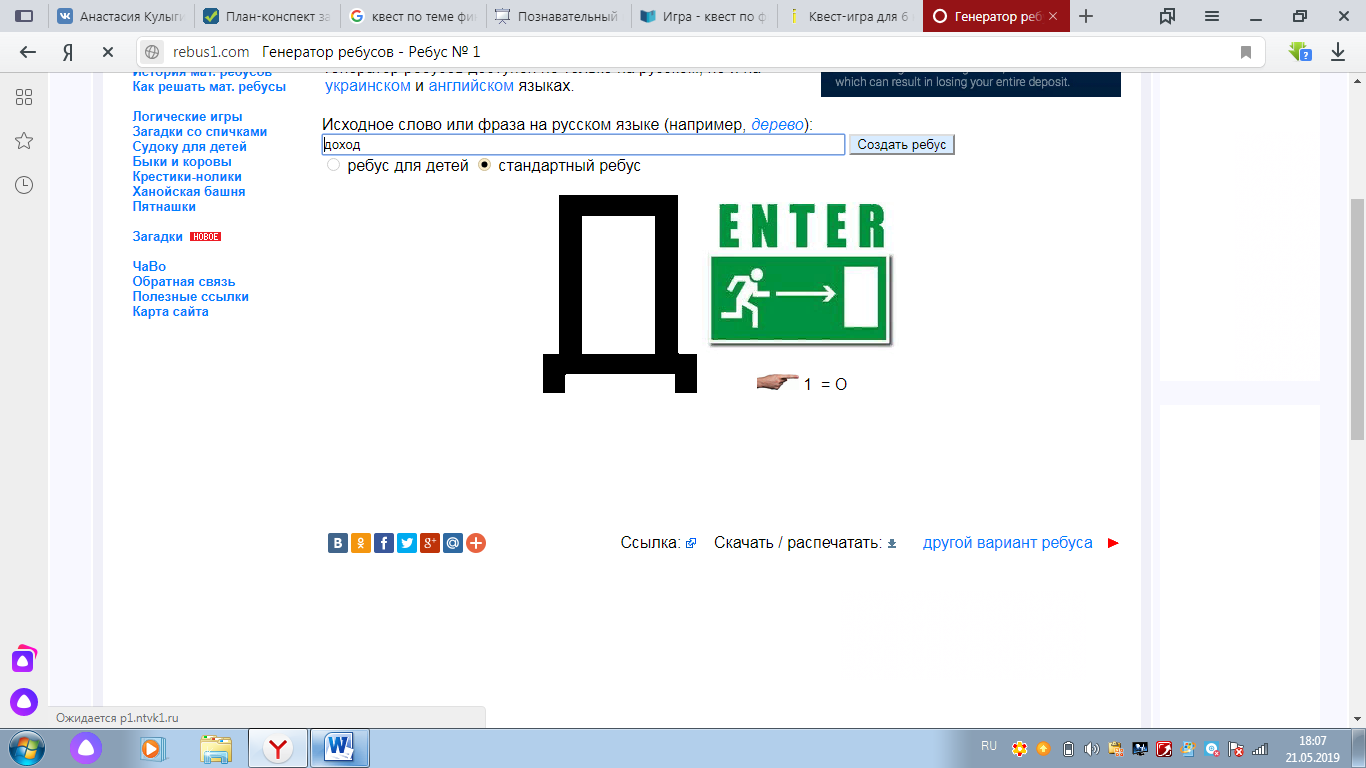 Анастасия Кулыги
План-конспект за
квест по теме фи
Познавательный
Игра - квест по ф
Квест-игра для 6
Генератор реб
rebus1.com Генератор ребусов - Ребус № 1
История мат. ребусов
Как решать мат. ребусы
Логические игры
Загадки со спичками
Судоку для детей
Быки и коровы
Крестики-нолики
Ханойская башня
Пятнашки
Загадки НОВОЕ
ЧаВо
Обратная связь
Полезные ссылки
Карта сайта
украинском и английском языках.
which can result in losing your entire deposit.
Исходное слово или фраза на русском языке (например, дерево):
доход Создать ребус
ребус для детей стандартный ребус
Д
ENTER
1 = О
Ссылка: Скачать / распечатать: другой вариант ребуса
Ожидается p1.ntvk1.ru
RU
18:07
21.05.2019